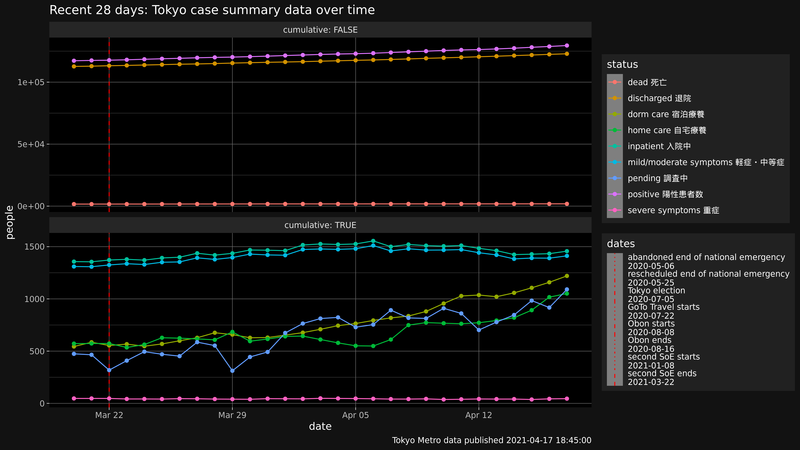 Recent 28 days: Tokyo case summary data over time
cumulative: FALSE
1e+05
5e+04
0e+00
cumulative: TRUE
1500
1000
500
0
people
Mar 22
Mar 29
Apr 05
Apr 12
date
Tokyo Metro data published 2021-04-17 18:45:00
status
dead 死亡
discharged 退院
dorm care 宿泊療養
home care 自宅療養
inpatient 入院中
mild/moderate symptoms 軽症・中等症
pending 調査中
positive 陽性患者数
severe symptoms 重症
dates
abandoned end of national emergency
2020-05-06
rescheduled end of national emergency
2020-05-25
Tokyo election
2020-07-05
GoTo Travel starts
2020-07-22
Obon starts
2020-08-08
Obon ends
2020-08-16
second SoE starts
2021-01-08
second SoE ends
2021-03-22